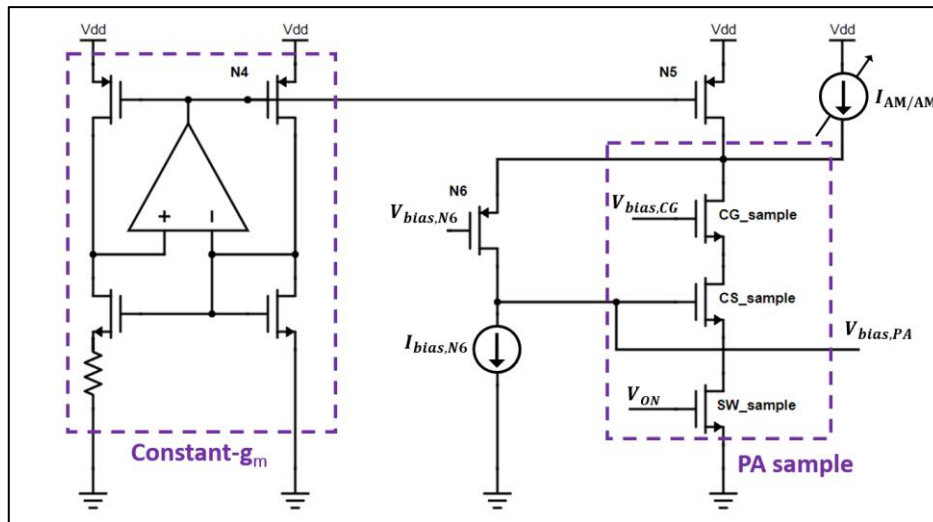 Vdd Vdd Vdd Vdd
N4 N5
I_AM/AM
N6
V_bias,N6 V_bias,CG CG_sample
+ −
CS_sample
V_bias,PA
I_bias,N6
V_ON SW_sample
Constant-g_m PA sample